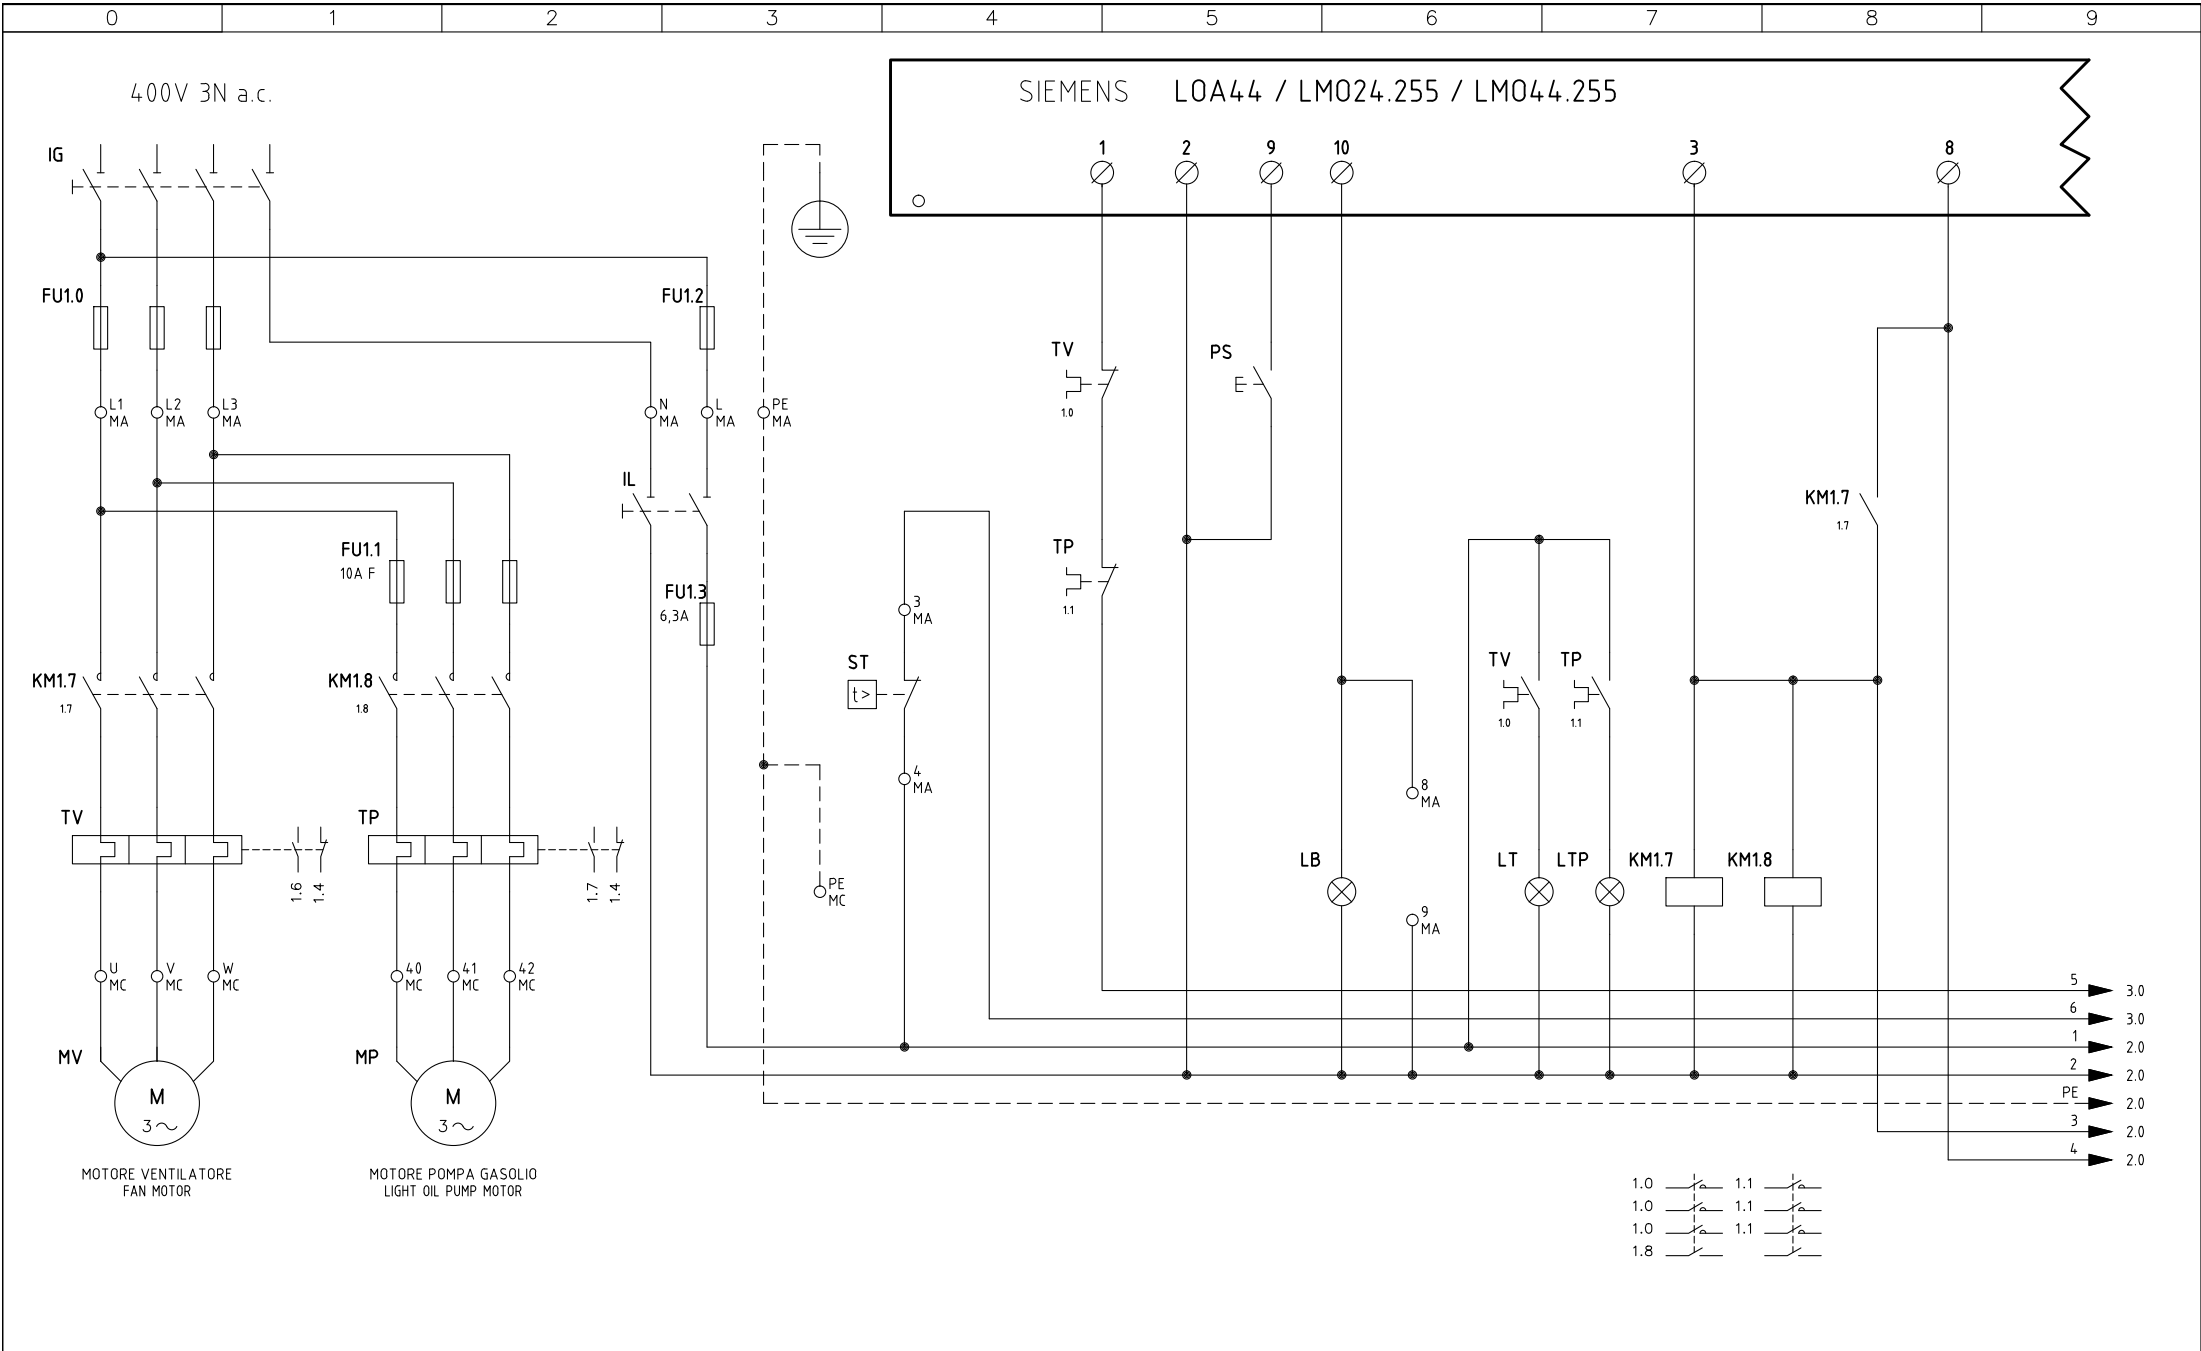 0 1 2 3 4 5 6 7 8 9
400V 3N a.c.
SIEMENS LOA44 / LMO24.255 / LMO44.255
1 2 9 10 3 8
IG
FU1.0
FU1.2
TV
1.0
PS
L1
MA
L2
MA
L3
MA
N
MA
L
MA
PE
MA
IL
KM1.7
1.7
FU1.1
10A F
TP
1.1
FU1.3
6,3A
3
MA
ST
t>
KM1.7
1.7
KM1.8
1.8
TV
1.0
TP
1.1
4
MA
8
MA
TV
1.6
1.4
TP
1.7
1.4
PE
MC
LB
LT
LTP
KM1.7
KM1.8
9
MA
U
MC
V
MC
W
MC
40
MC
41
MC
42
MC
5 3.0
6 3.0
1 2.0
2 2.0
PE 2.0
3 2.0
4 2.0
MV
M
3~
MP
M
3~
MOTORE VENTILATORE
FAN MOTOR
MOTORE POMPA GASOLIO
LIGHT OIL PUMP MOTOR
1.0 1.1
1.0 1.1
1.0 1.1
1.8